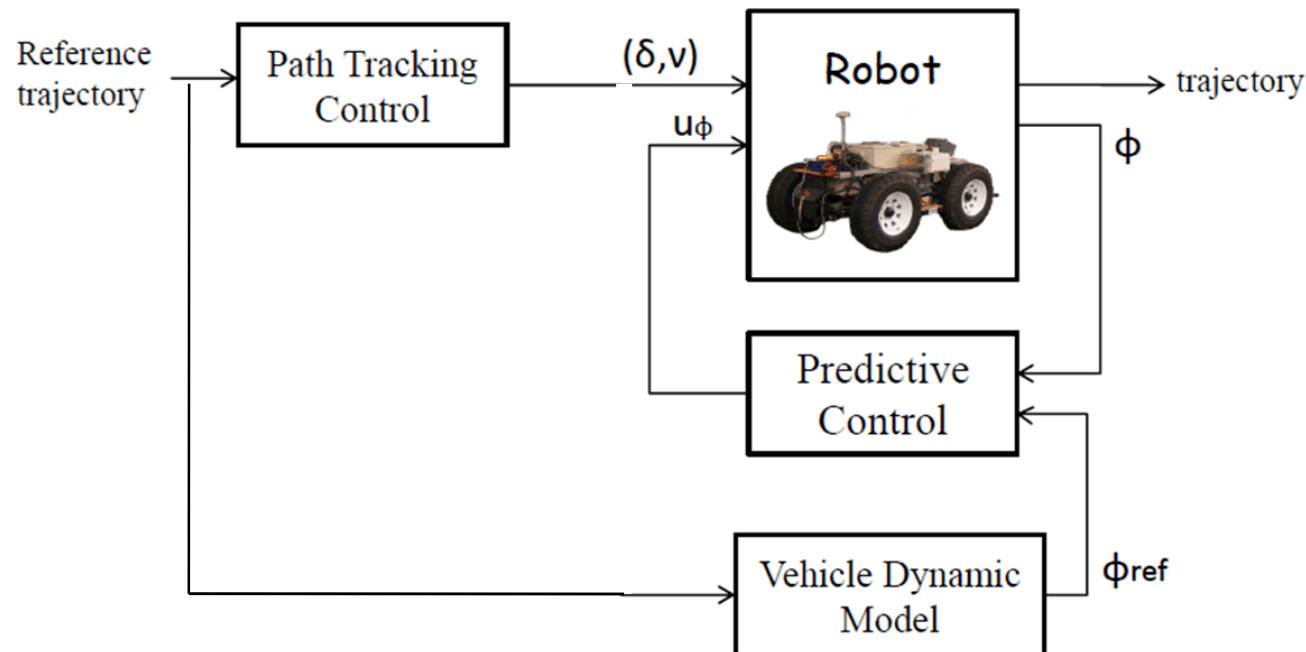 Reference
trajectory
Path Tracking
Control
(δ,ν)
uϕ
Robot
trajectory
ϕ
Predictive
Control
Vehicle Dynamic
Model
ϕref